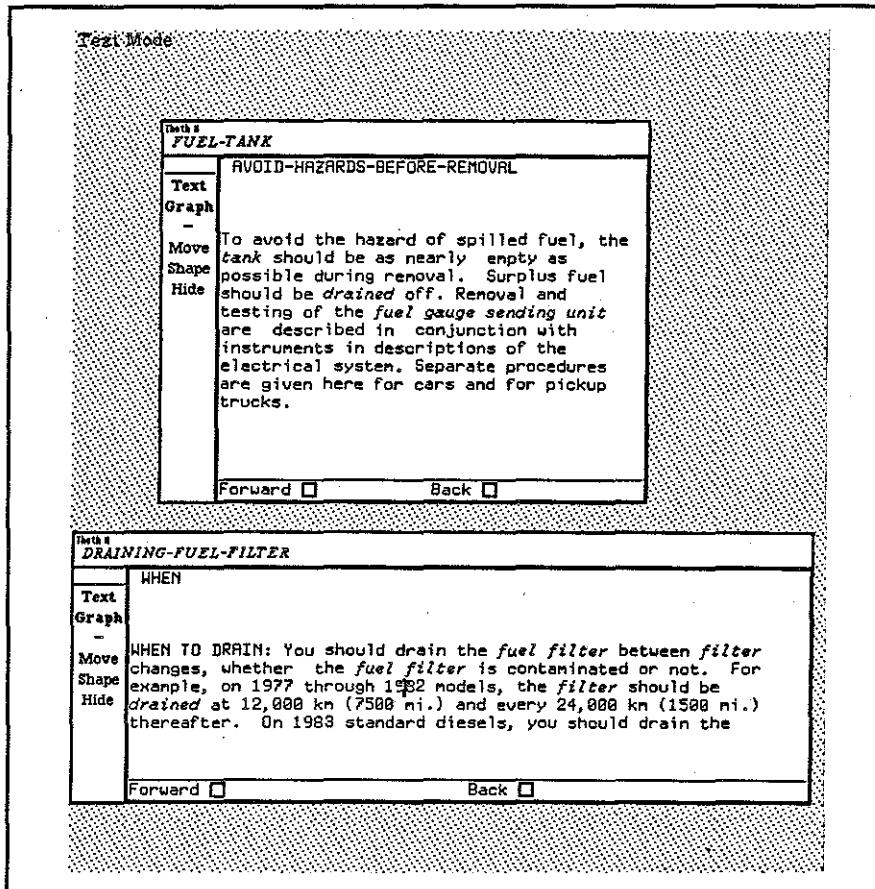 Text Mode
Thoth II
FUEL-TANK
AVOID-HAZARDS-BEFORE-REMOVAL
Text
Graph
–
Move
Shape
Hide
To avoid the hazard of spilled fuel, the
tank should be as nearly empty as
possible during removal. Surplus fuel
should be drained off. Removal and
testing of the fuel gauge sending unit
are described in conjunction with
instruments in descriptions of the
electrical system. Separate procedures
are given here for cars and for pickup
trucks.
Forward Back
Thoth II
DRAINING-FUEL-FILTER
WHEN
Text
Graph
–
Move
Shape
Hide
WHEN TO DRAIN: You should drain the fuel filter between filter
changes, whether the fuel filter is contaminated or not. For
example, on 1977 through 1982 models, the filter should be
drained at 12,000 km (7500 mi.) and every 24,000 km (1500 mi.)
thereafter. On 1983 standard diesels, you should drain the
Forward Back